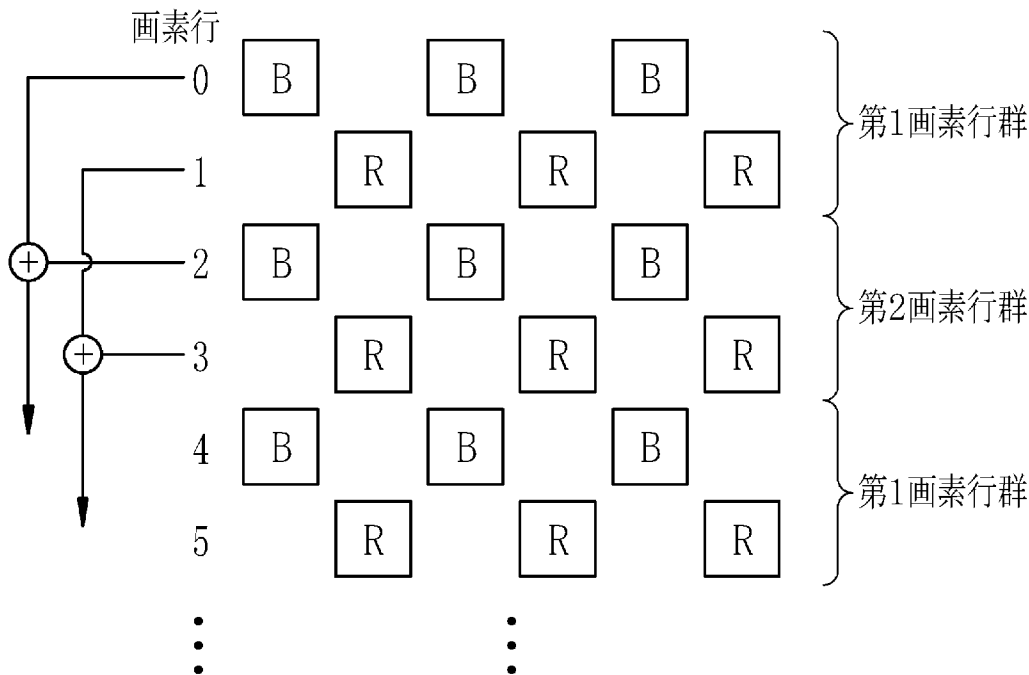 画素行
0 B B B
1 R R R
第1画素行群
+ 2 B B B
+ 3 R R R
第2画素行群
4 B B B
5 R R R
第1画素行群